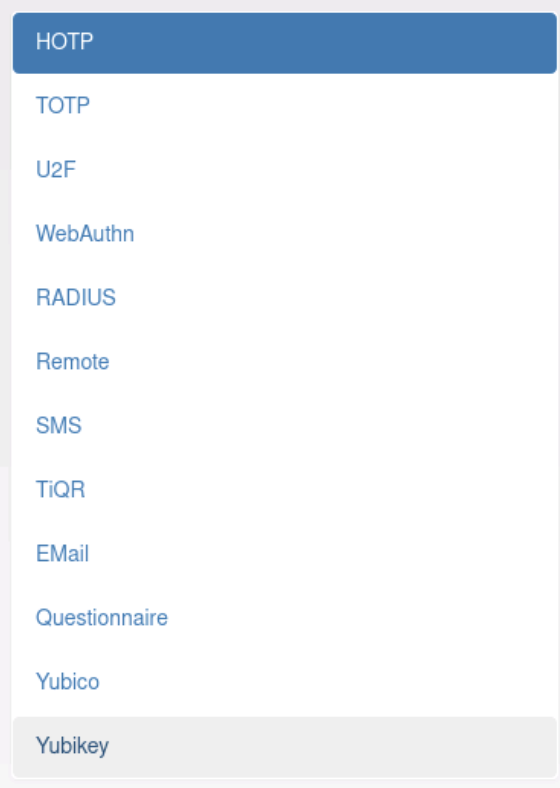 HOTP
TOTP
U2F
WebAuthn
RADIUS
Remote
SMS
TiQR
EMail
Questionnaire
Yubico
Yubikey